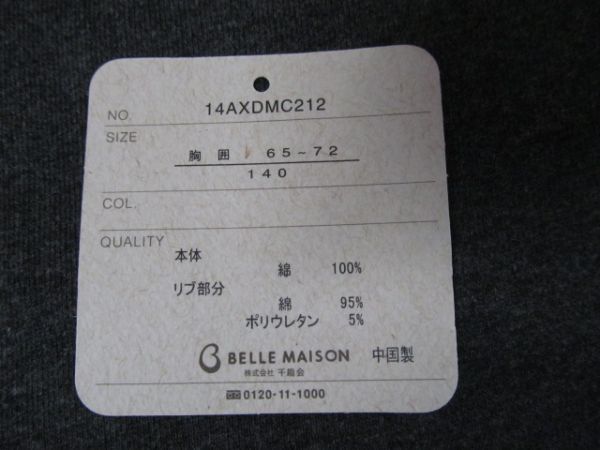 NO. 14AXDMC212
SIZE
胸囲 65~72
140
COL.
QUALITY
本体
綿 100%
リブ部分
綿 95%
ポリウレタン 5%
BELLE MAISON 中国製
株式会社 千趣会
0120-11-1000